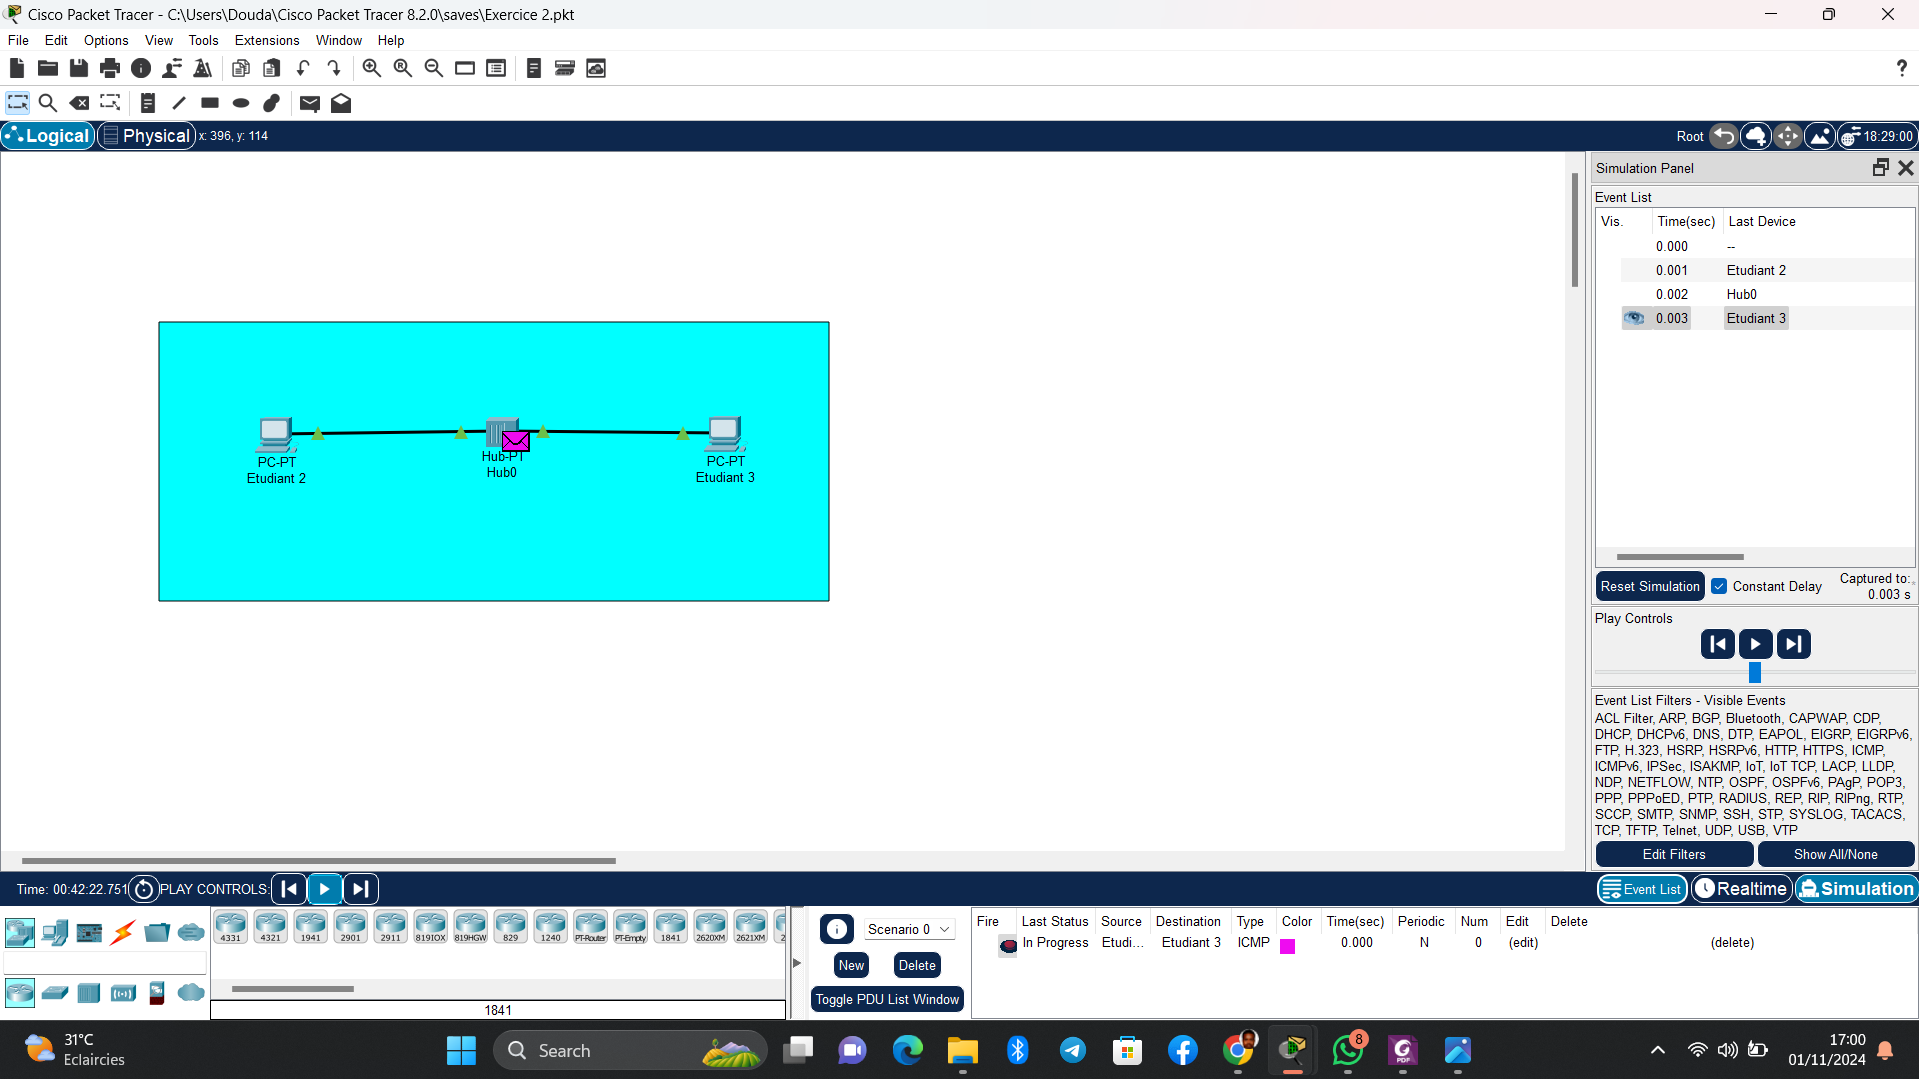 Cisco Packet Tracer - C:\Users\Douda\Cisco Packet Tracer 8.2.0\saves\Exercice 2.pkt
File Edit Options View Tools Extensions Window Help
?
Logical Physical x: 396, y: 114 Root 18:29:00
Simulation Panel
Event List
Vis. Time(sec) Last Device
0.000 --
0.001 Etudiant 2
0.002 Hub0
0.003 Etudiant 3
PC-PT
Etudiant 2
Hub-PT
Hub0
PC-PT
Etudiant 3
Reset Simulation Constant Delay Captured to:
0.003 s
Play Controls
Event List Filters - Visible Events
ACL Filter, ARP, BGP, Bluetooth, CAPWAP, CDP,
DHCP, DHCPv6, DNS, DTP, EAPOL, EIGRP, EIGRPv6,
FTP, H.323, HSRP, HSRPv6, HTTP, HTTPS, ICMP,
ICMPv6, IPSec, ISAKMP, IoT, IoT TCP, LACP, LLDP,
NDP, NETFLOW, NTP, OSPF, OSPFv6, PAgP, POP3,
PPP, PPPoED, PTP, RADIUS, REP, RIP, RIPng, RTP,
SCCP, SMTP, SNMP, SSH, STP, SYSLOG, TACACS,
TCP, TFTP, Telnet, UDP, USB, VTP
Edit Filters Show All/None
Time: 00:42:22.751 PLAY CONTROLS: Event List Realtime Simulation
4331 4321 1941 2901 2911 819IOX 819HGW 829 1240 PT-Router PT-Empty 1841 2620XM 2621XM
1841
Scenario 0
New Delete
Toggle PDU List Window
Fire Last Status Source Destination Type Color Time(sec) Periodic Num Edit Delete
In Progress Etudi... Etudiant 3 ICMP 0.000 N 0 (edit) (delete)
31°C
Eclaircies
Search
8
PDF
17:00
01/11/2024